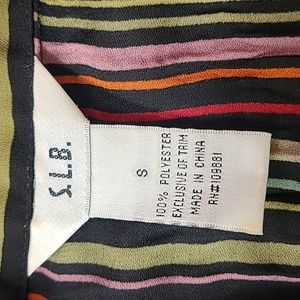 S.L.B.
S
100% POLYESTER
EXCLUSIVE OF TRIM
MADE IN CHINA
RN#109881